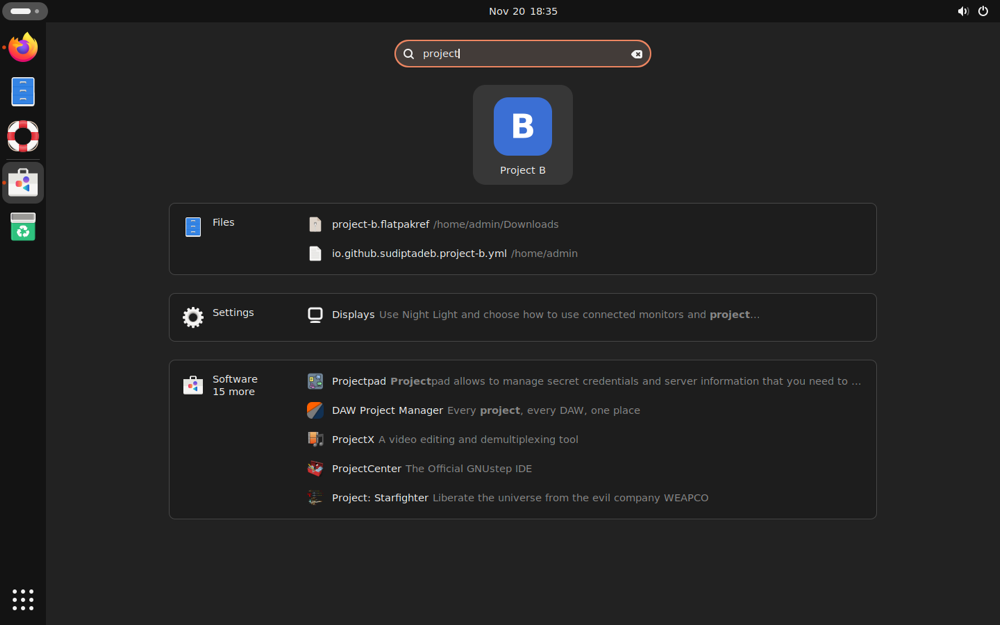 Nov 20 18:35
project
B
Project B
Files
project-b.flatpakref /home/admin/Downloads
io.github.sudiptadeb.project-b.yml /home/admin
Settings
Displays Use Night Light and choose how to use connected monitors and project…
Software
15 more
Projectpad Projectpad allows to manage secret credentials and server information that you need to …
DAW Project Manager Every project, every DAW, one place
ProjectX A video editing and demultiplexing tool
ProjectCenter The Official GNUstep IDE
Project: Starfighter Liberate the universe from the evil company WEAPCO